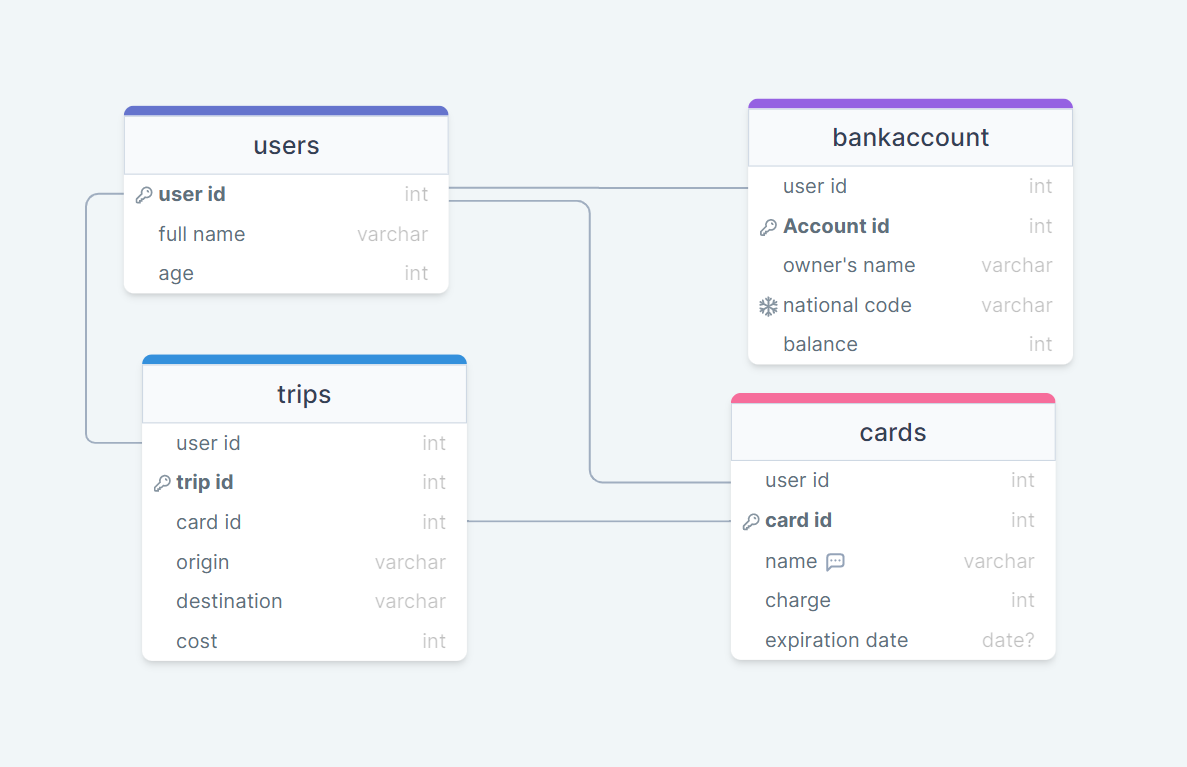 users
user id int
full name varchar
age int
bankaccount
user id int
Account id int
owner's name varchar
national code varchar
balance int
trips
user id int
trip id int
card id int
origin varchar
destination varchar
cost int
cards
user id int
card id int
name varchar
charge int
expiration date date?